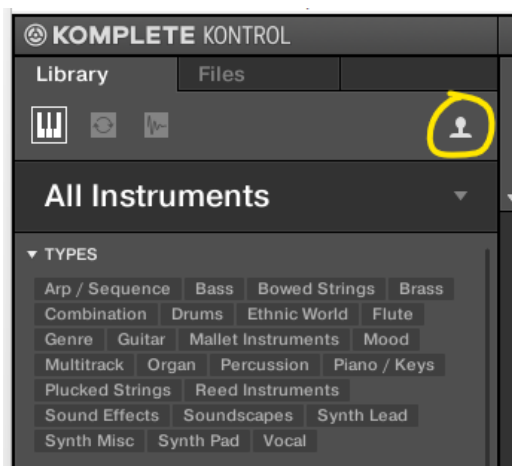 KOMPLETE KONTROL
Library Files
All Instruments
TYPES
Arp / Sequence Bass Bowed Strings Brass
Combination Drums Ethnic World Flute
Genre Guitar Mallet Instruments Mood
Multitrack Organ Percussion Piano / Keys
Plucked Strings Reed Instruments
Sound Effects Soundscapes Synth Lead
Synth Misc Synth Pad Vocal